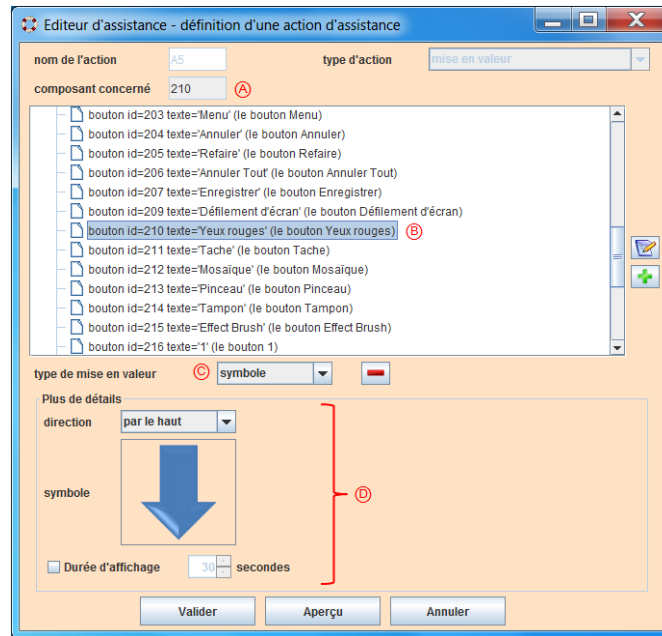 Editeur d'assistance - définition d'une action d'assistance
nom de l'action A5 type d'action mise en valeur
composant concerné 210 A
bouton id=203 texte='Menu' (le bouton Menu)
bouton id=204 texte='Annuler' (le bouton Annuler)
bouton id=205 texte='Refaire' (le bouton Refaire)
bouton id=206 texte='Annuler Tout' (le bouton Annuler Tout)
bouton id=207 texte='Enregistrer' (le bouton Enregistrer)
bouton id=209 texte='Défilement d'écran' (le bouton Défilement d'écran)
bouton id=210 texte='Yeux rouges' (le bouton Yeux rouges) B
bouton id=211 texte='Tache' (le bouton Tache)
bouton id=212 texte='Mosaïque' (le bouton Mosaïque)
bouton id=213 texte='Pinceau' (le bouton Pinceau)
bouton id=214 texte='Tampon' (le bouton Tampon)
bouton id=215 texte='Effect Brush' (le bouton Effect Brush)
bouton id=216 texte='1' (le bouton 1)
type de mise en valeur C symbole
Plus de détails
direction par le haut
symbole D
Durée d'affichage 30 secondes
Valider Aperçu Annuler